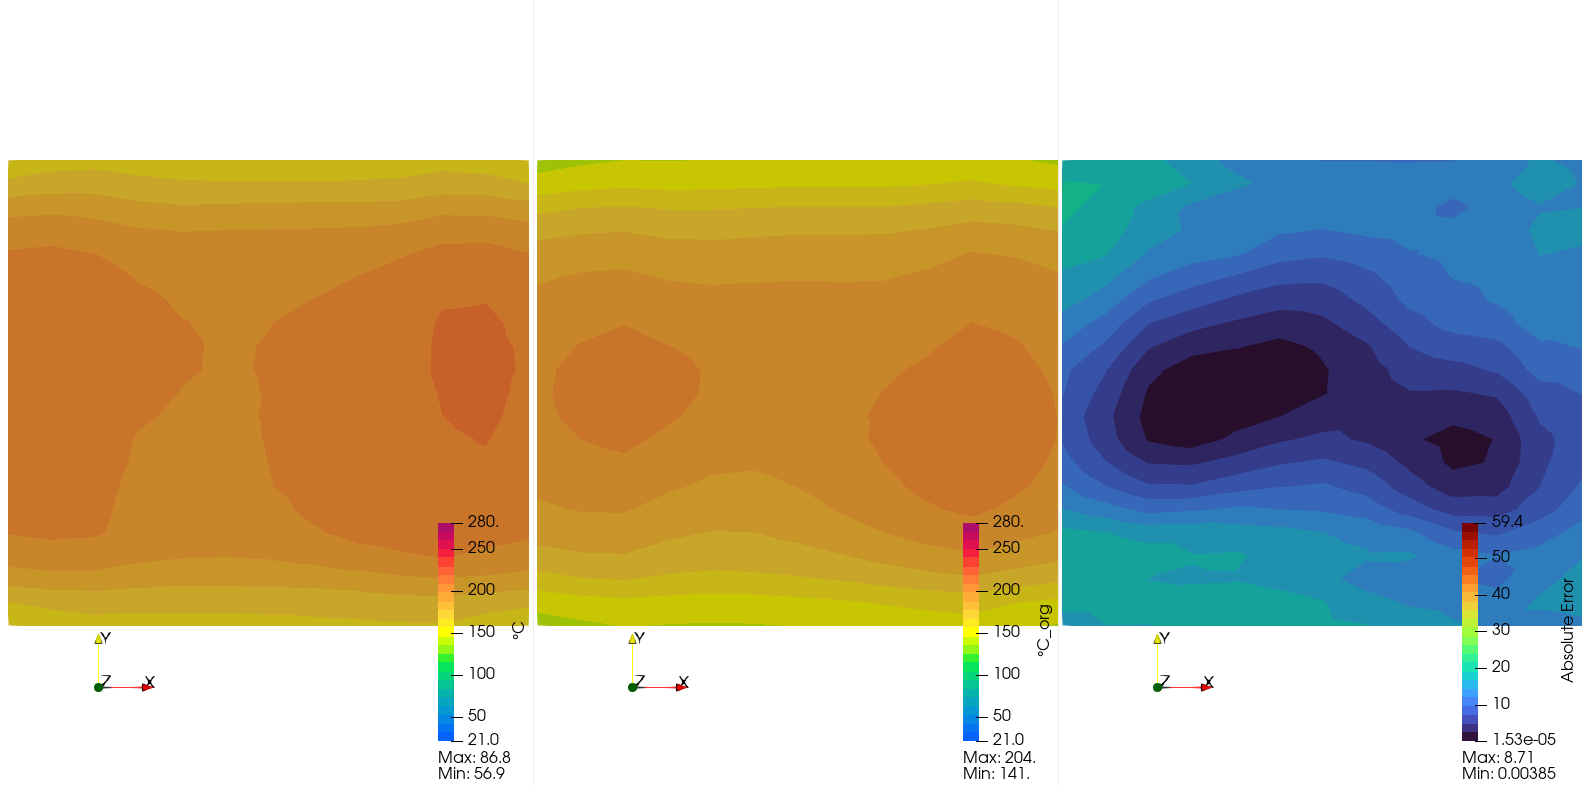 280.
250
200
150
100
50
21.0
°C
Max: 86.8
Min: 56.9
Y
Z
X
280.
250
200
150
100
50
21.0
°C_org
Max: 204.
Min: 141.
Y
Z
X
59.4
50
40
30
20
10
1.53e-05
Absolute Error
Max: 8.71
Min: 0.00385
Y
Z
X